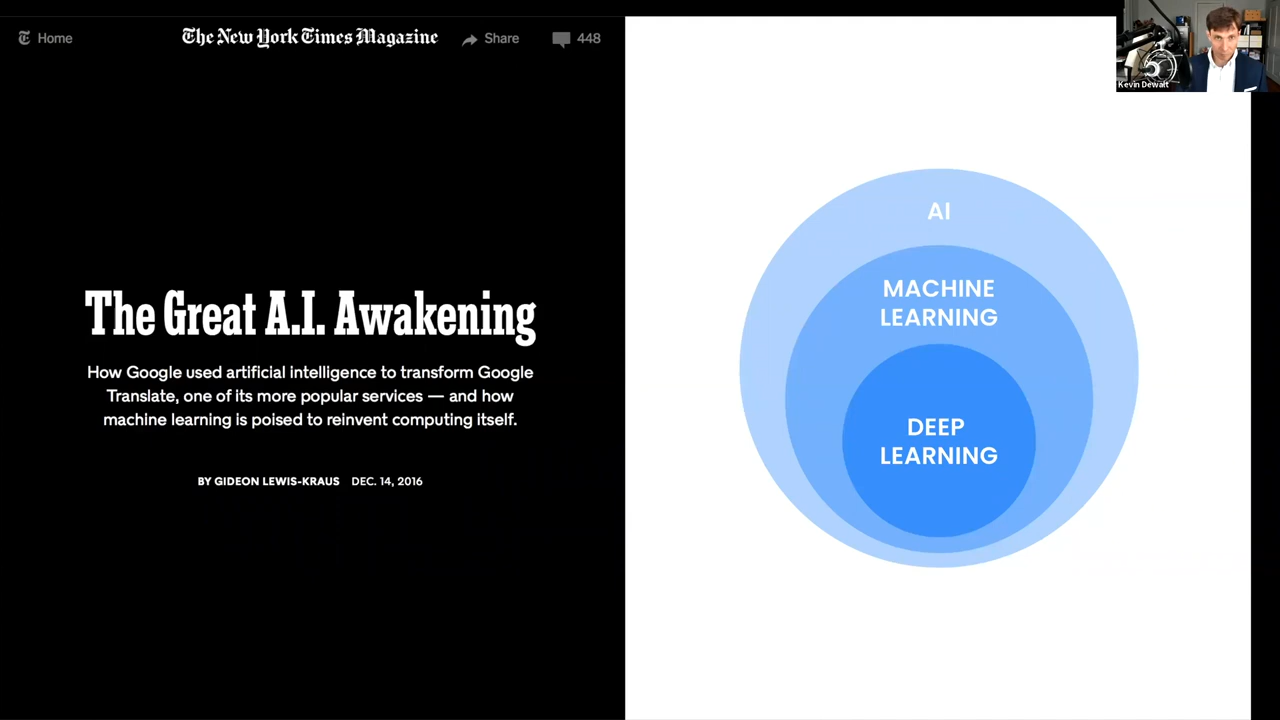 Home
The New York Times Magazine
Share
448
The Great A.I. Awakening
How Google used artificial intelligence to transform Google
Translate, one of its more popular services — and how
machine learning is poised to reinvent computing itself.
BY GIDEON LEWIS-KRAUS DEC. 14, 2016
AI
MACHINE
LEARNING
DEEP
LEARNING
Kevin Dewalt